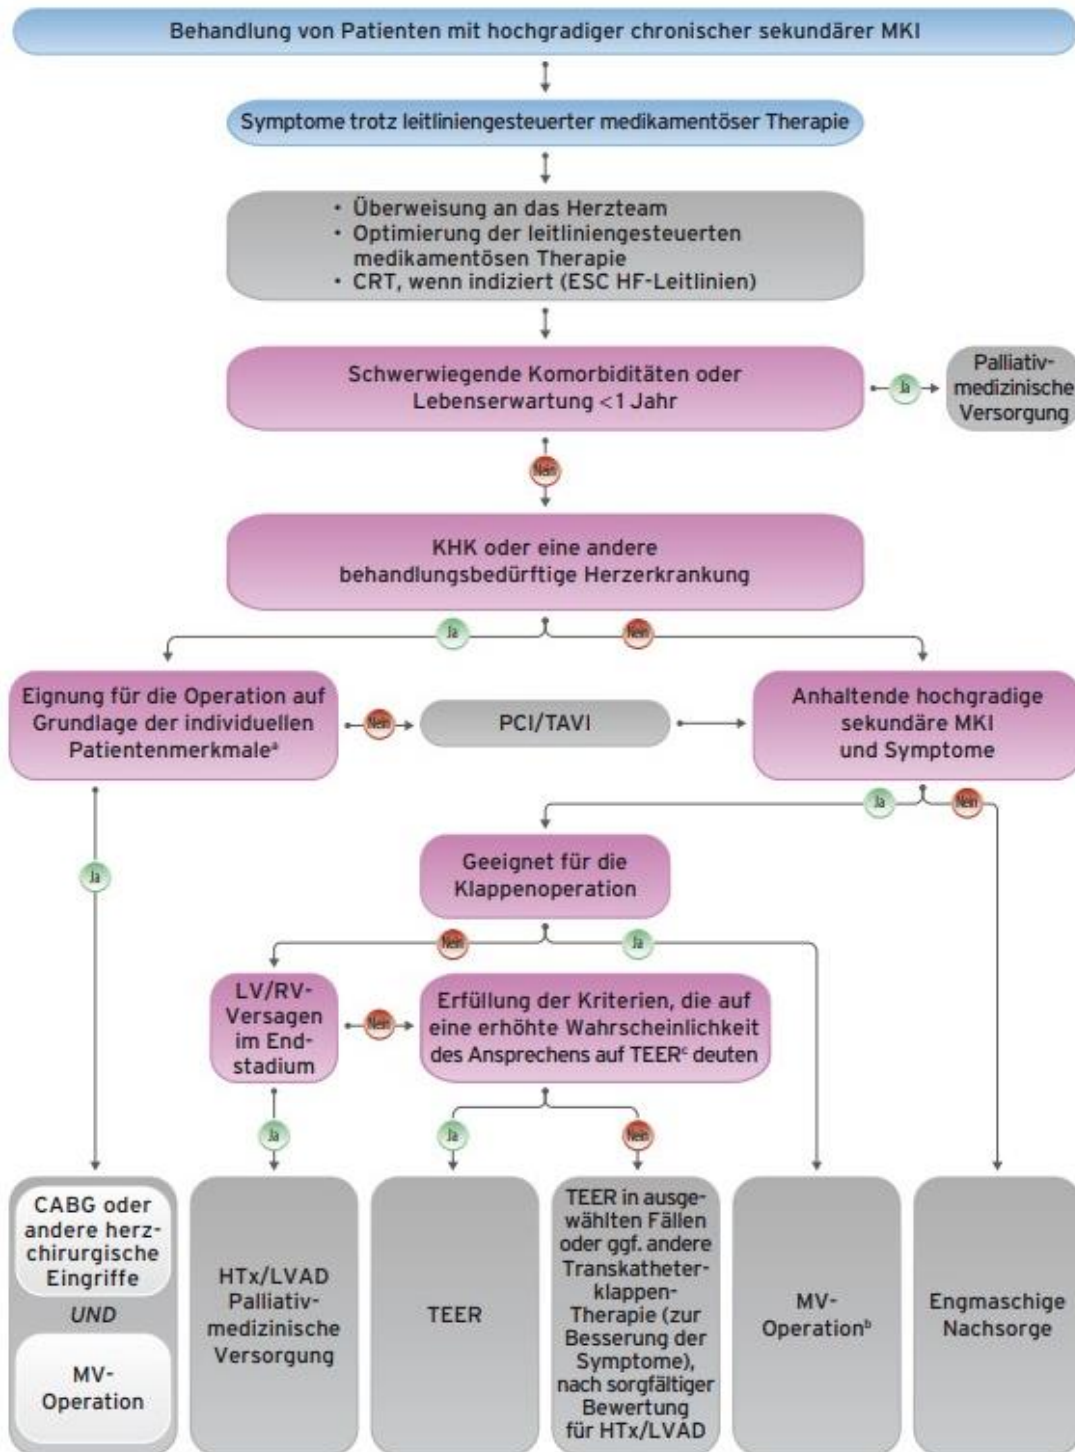 Behandlung von Patienten mit hochgradiger chronischer sekundärer MKI
Symptome trotz leitliniengesteuerter medikamentöser Therapie
• Überweisung an das Herzteam
• Optimierung der leitliniengesteuerten
medikamentösen Therapie
• CRT, wenn indiziert (ESC HF-Leitlinien)
Schwerwiegende Komorbiditäten oder
Lebenserwartung <1 Jahr
Ja
Palliativ-
medizinische
Versorgung
Nein
KHK oder eine andere
behandlungsbedürftige Herzerkrankung
Ja
Nein
Eignung für die Operation auf
Grundlage der individuellen
Patientenmerkmaleᵃ
Nein
PCI/TAVI
Anhaltende hochgradige
sekundäre MKI
und Symptome
Ja
Nein
Ja
Geeignet für die
Klappenoperation
Nein
Ja
LV/RV-
Versagen
im End-
stadium
Nein
Erfüllung der Kriterien, die auf
eine erhöhte Wahrscheinlichkeit
des Ansprechens auf TEERᶜ deuten
Ja
Ja
Nein
CABG oder
andere herz-
chirurgische
Eingriffe
UND
MV-
Operation
HTx/LVAD
Palliativ-
medizinische
Versorgung
TEER
TEER in ausge-
wählten Fällen
oder ggf. andere
Transkatheter-
klappen-
Therapie (zur
Besserung der
Symptome),
nach sorgfältiger
Bewertung
für HTx/LVAD
MV-
Operationᵇ
Engmaschige
Nachsorge